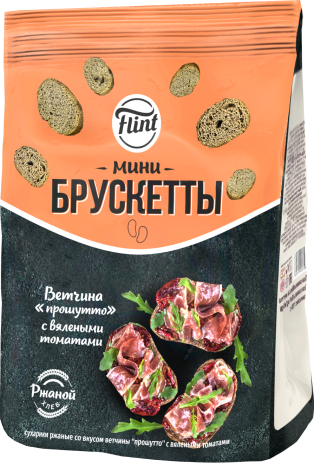 Flint
мини
БРУСКЕТТЫ
Ветчина
«прошутто»
с вялеными
томатами
Ржаной
ХЛЕБ
сухарики ржаные со вкусом ветчины "прошутто" с вялеными томатами